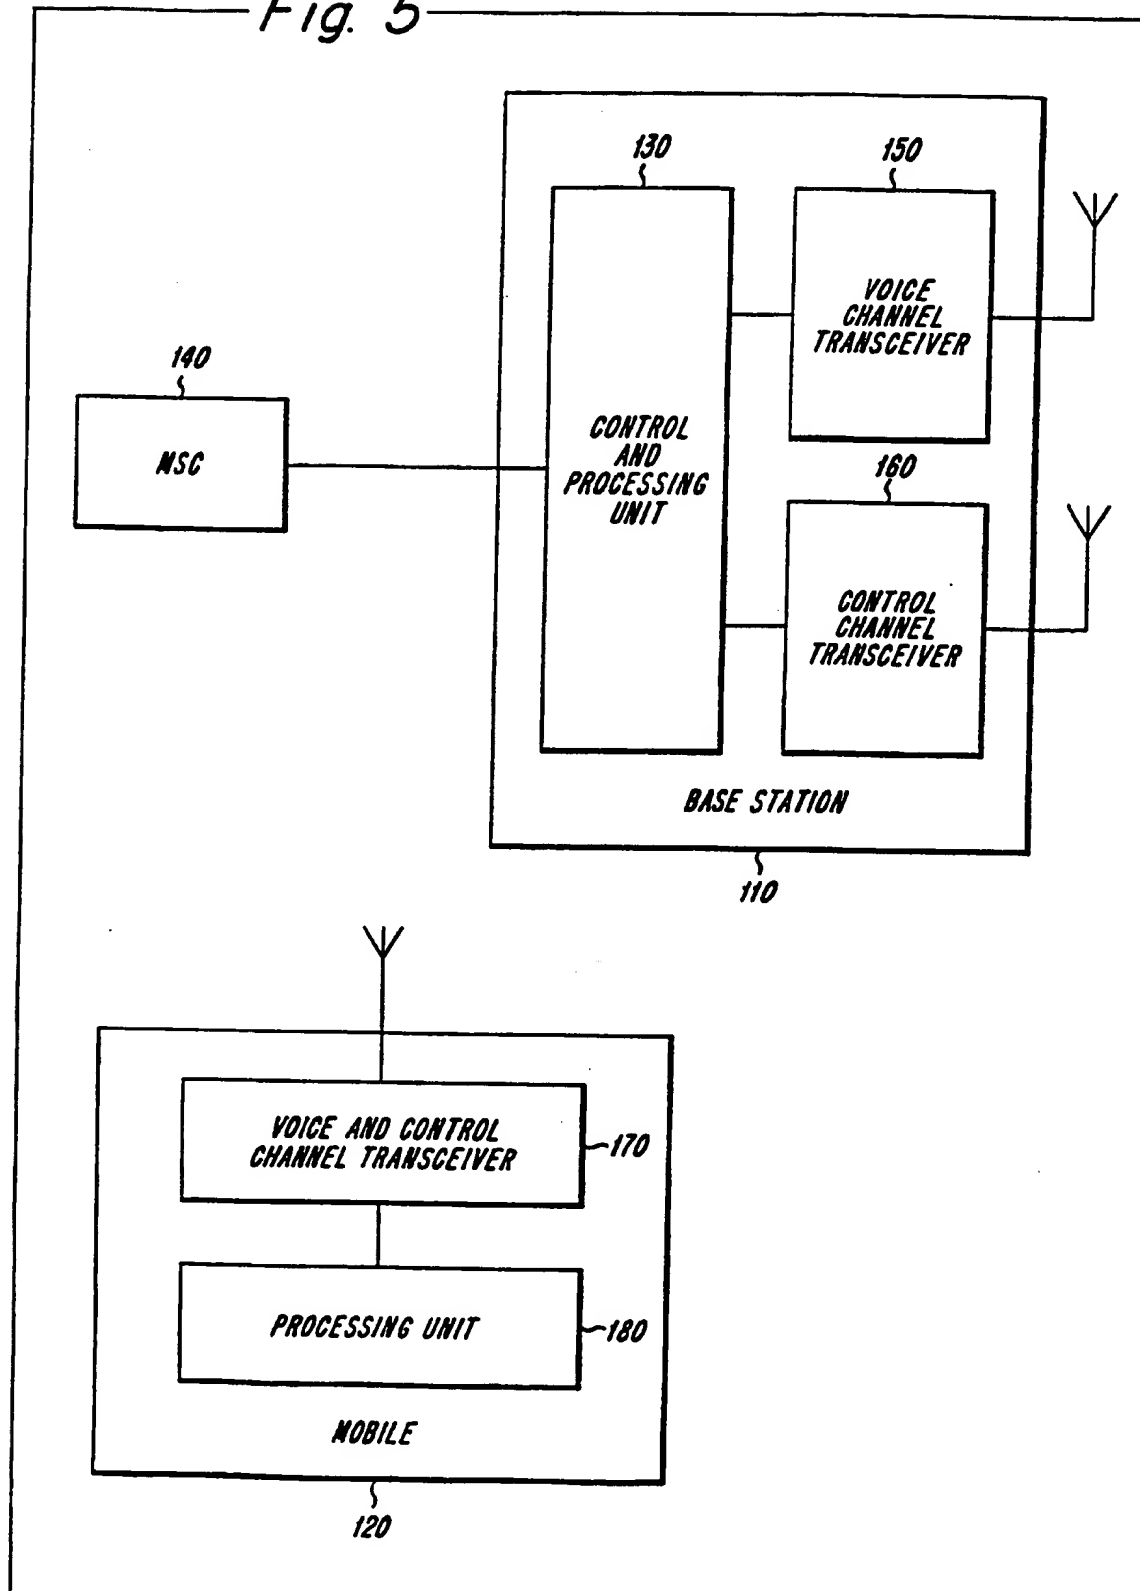 Fig. 5
130
150
VOICE
CHANNEL
TRANSCEIVER
140
MSC
CONTROL
AND
PROCESSING
UNIT
160
CONTROL
CHANNEL
TRANSCEIVER
BASE STATION
110
VOICE AND CONTROL
CHANNEL TRANSCEIVER
170
PROCESSING UNIT
180
MOBILE
120